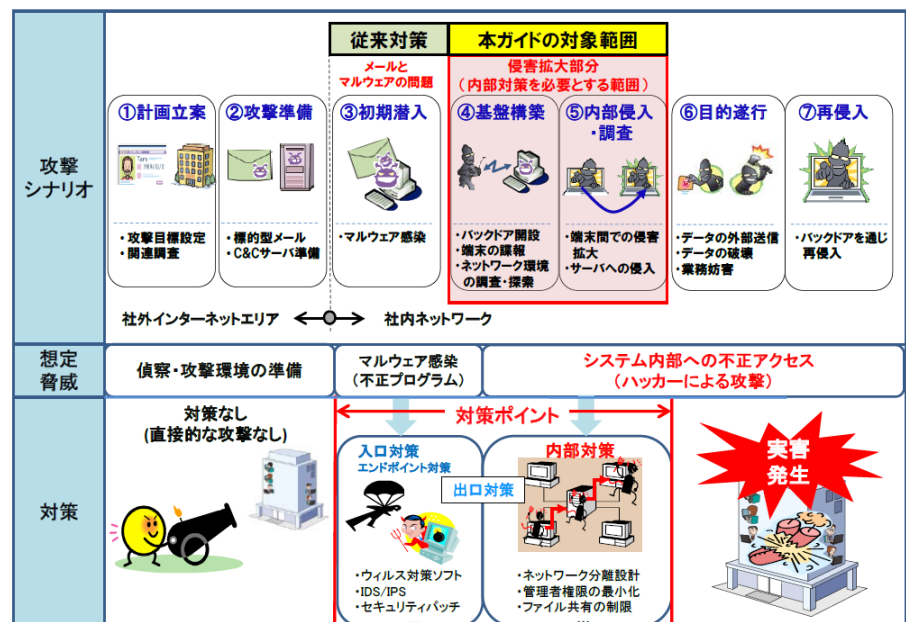 従来対策
本ガイドの対象範囲
メールと
マルウェアの問題
侵害拡大部分
(内部対策を必要とする範囲)
攻撃
シナリオ
①計画立案
②攻撃準備
③初期潜入
④基盤構築
⑤内部侵入
・調査
⑥目的遂行
⑦再侵入
・攻撃目標設定
・関連調査
・標的型メール
・C&Cサーバ準備
・マルウェア感染
・バックドア開設
・端末の諜報
・ネットワーク環境
の調査・探索
・端末間での侵害
拡大
・サーバへの侵入
・データの外部送信
・データの破壊
・業務妨害
・バックドアを通じ
再侵入
社外インターネットエリア
社内ネットワーク
想定
脅威
偵察・攻撃環境の準備
マルウェア感染
(不正プログラム)
システム内部への不正アクセス
(ハッカーによる攻撃)
対策
対策なし
(直接的な攻撃なし)
対策ポイント
入口対策
エンドポイント対策
出口対策
内部対策
・ウィルス対策ソフト
・IDS/IPS
・セキュリティパッチ
・ネットワーク分離設計
・管理者権限の最小化
・ファイル共有の制限
実害
発生